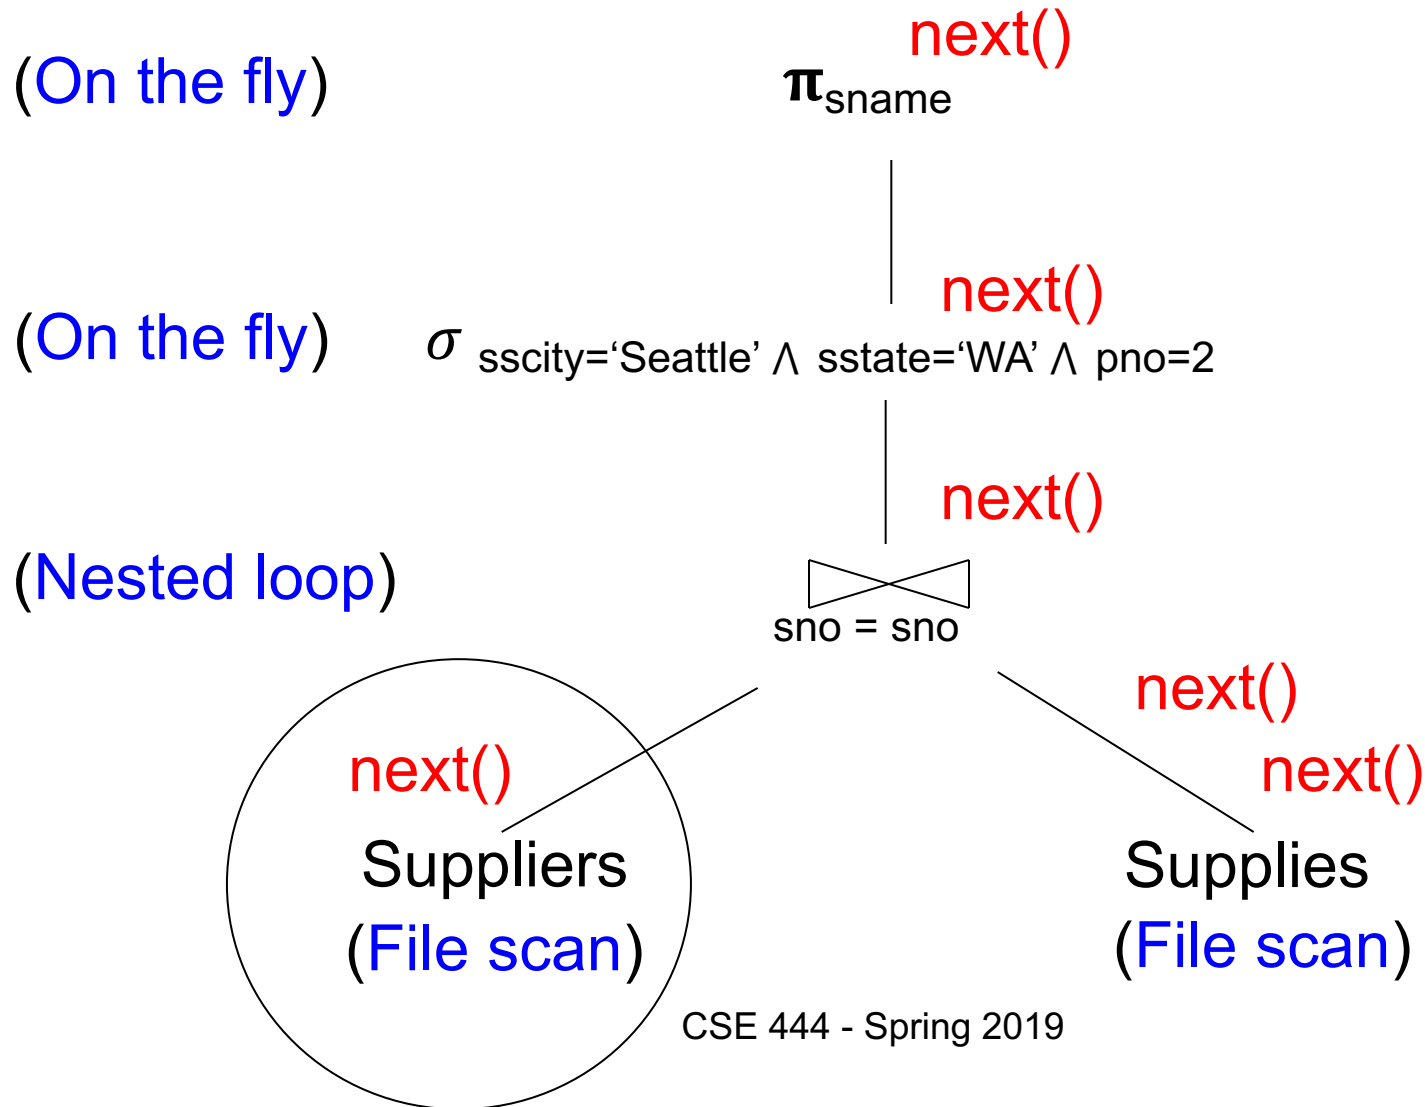 next()
(On the fly)
πsname
next()
(On the fly)
σ sscity=‘Seattle’ ∧ sstate=‘WA’ ∧ pno=2
next()
(Nested loop)
sno = sno
next()
next()
next()
Suppliers
Supplies
(File scan)
(File scan)
CSE 444 - Spring 2019